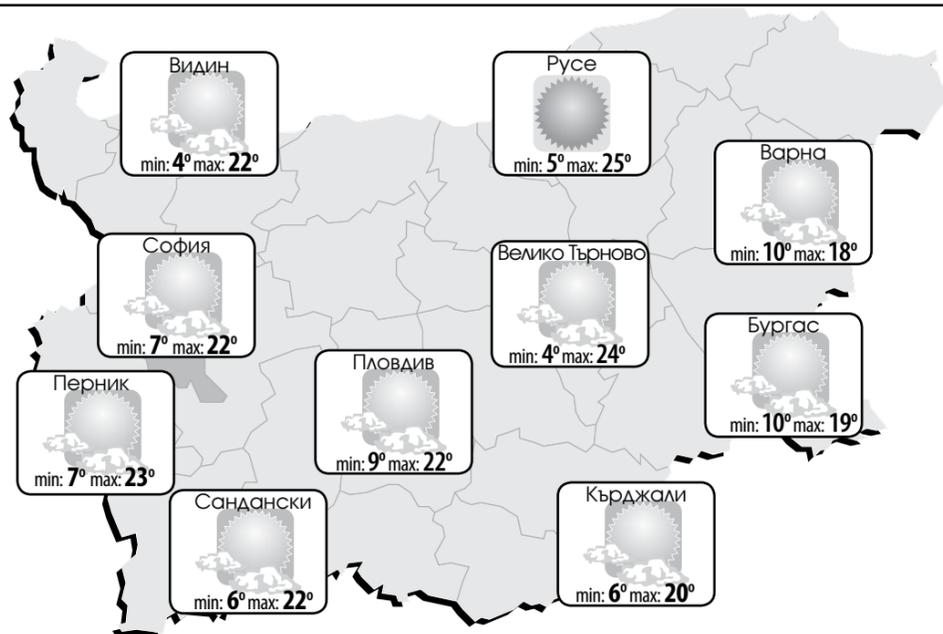 Видин
min: 4° max: 22°
Русе
min: 5° max: 25°
Варна
min: 10° max: 18°
София
min: 7° max: 22°
Велико Търново
min: 4° max: 24°
Бургас
min: 10° max: 19°
Пловдив
min: 9° max: 22°
Перник
min: 7° max: 23°
Сандански
min: 6° max: 22°
Кърджали
min: 6° max: 20°